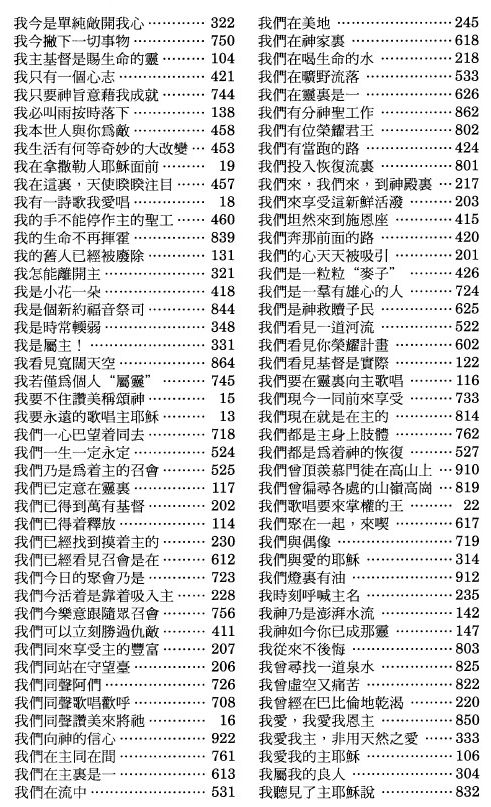 我今是單純敞開我心 ············ 322
我今撇下一切事物 ············ 750
我主基督是賜生命的靈 ········ 104
我只有一個心志 ············ 421
我只要神旨意藉我成就 ········ 744
我必叫雨按時落下 ············ 138
我本世人與你爲敵 ············ 458
我生活有何等奇妙的大改變 ··· 453
我在拿撒勒人耶穌面前 ········ 19
我在這裏，天使睽睽注目 ······ 457
我有一詩歌我愛唱 ············ 18
我的手不能停作主的聖工 ······ 460
我的生命不再揮霍 ············ 839
我的舊人已經被廢除 ·········· 131
我怎能離開主 ··············· 321
我是小花一朵 ··············· 418
我是個新約福音祭司 ·········· 844
我是時常輭弱 ··············· 348
我是屬主！ ················· 331
我看見寬闊天空 ············· 864
我若僅爲個人“屬靈” ········· 745
我要不住讚美稱頌神 ·········· 15
我要永遠的歌唱主耶穌 ········ 13
我們一心巴望着同去 ·········· 718
我們一生一定永定 ············ 524
我們乃是爲着主的召會 ········ 525
我們已定意在靈裏 ············ 117
我們已得到萬有基督 ·········· 202
我們已得着釋放 ············· 114
我們已經找到摸着主的 ········ 230
我們已經看見召會是在 ········ 612
我們今日的聚會乃是 ·········· 723
我們今活着是靠着吸入主 ······ 228
我們今樂意跟隨眾召會 ········ 756
我們可以立刻勝過仇敵 ········ 411
我們同來享受主的豐富 ········ 207
我們同站在守望臺 ············ 206
我們同聲阿們 ··············· 726
我們同聲歌唱歡呼 ············ 708
我們同聲讚美來將祂 ·········· 16
我們向神的信心 ············· 922
我們在主同在間 ············· 761
我們在主裏是一 ············· 613
我們在流中 ················ 531
我們在美地 ················ 245
我們在神家裏 ··············· 618
我們在喝生命的水 ············ 218
我們在曠野流落 ············· 533
我們在靈裏是一 ············· 626
我們有分神聖工作 ············ 862
我們有位榮耀君王 ············ 802
我們有當跑的路 ············· 424
我們投入恢復流裏 ············ 801
我們來，我們來，到神殿裏 ··· 217
我們來享受這新鮮活潑 ········ 203
我們坦然來到施恩座 ·········· 415
我們奔那前面的路 ············ 420
我們的心天天被吸引 ·········· 201
我們是一粒粒“麥子” ········· 426
我們是一羣有雄心的人 ········ 724
我們是神救贖子民 ············ 625
我們看見一道河流 ············ 522
我們看見你榮耀計畫 ·········· 602
我們看見基督是實際 ·········· 122
我們要在靈裏向主歌唱 ········ 116
我們現今一同前來享受 ········ 733
我們現在就是在主的 ·········· 814
我們都是主身上肢體 ·········· 762
我們都是爲着神的恢復 ········ 527
我們曾頂羨慕門徒在高山上 ··· 910
我們曾徧尋各處的山嶺高崗 ··· 819
我們歌唱要來掌權的王 ········ 22
我們聚在一起，來喫 ·········· 617
我們與偶像 ················ 719
我們與愛的耶穌 ············· 314
我們燈裏有油 ··············· 912
我時刻呼喊主名 ············· 235
我神乃是澎湃水流 ············ 142
我神如今你已成那靈 ·········· 147
我從來不後悔 ··············· 803
我曾尋找一道泉水 ············ 825
我曾虛空又痛苦 ············· 822
我曾經在巴比倫地乾渴 ········ 220
我愛，我愛我恩主 ············ 850
我愛我主，非用天然之愛 ······ 333
我愛我的主耶穌 ············· 106
我屬我的良人 ··············· 304
我聽見了主耶穌說 ············ 832